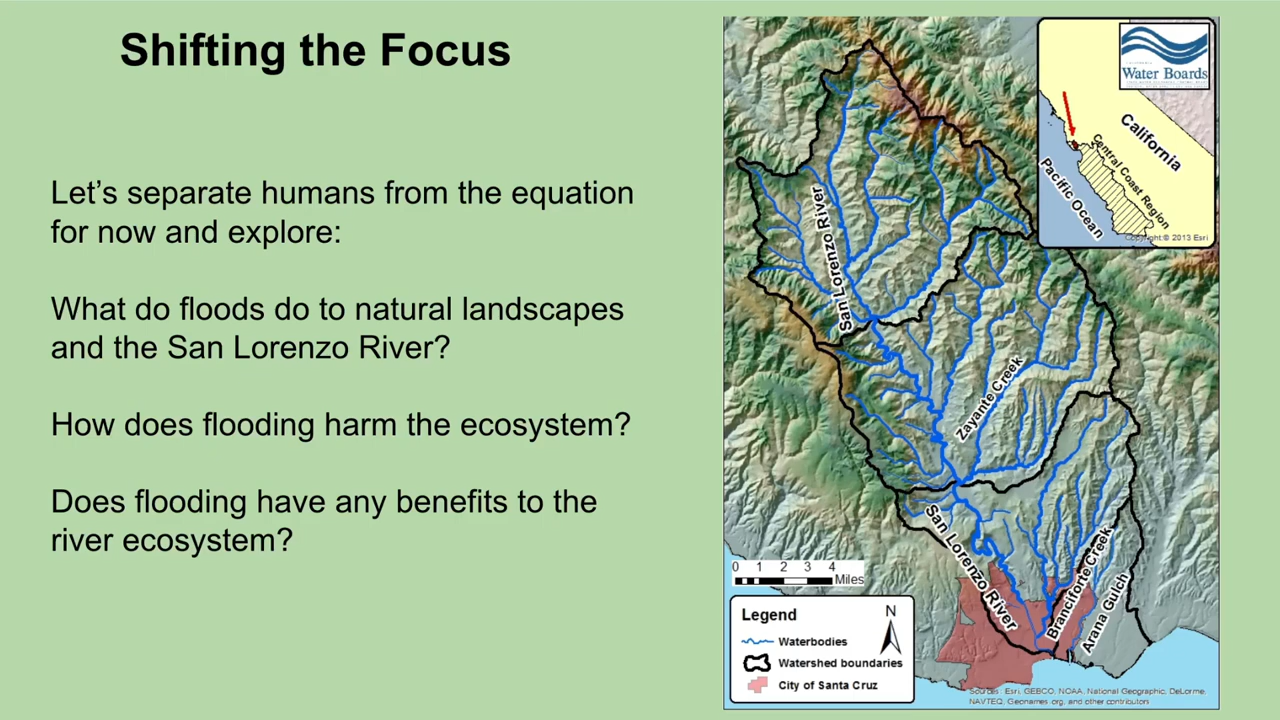 Shifting the Focus
Let's separate humans from the equation
for now and explore:
What do floods do to natural landscapes
and the San Lorenzo River?
How does flooding harm the ecosystem?
Does flooding have any benefits to the
river ecosystem?
Water Boards
California
Central Coast Region
Pacific Ocean
Copyright:© 2013 Esri
San Lorenzo River
Zayante Creek
San Lorenzo River
Branciforte Creek
Arana Gulch
0 1 2 3 4
Miles
Legend
N
Waterbodies
Watershed boundaries
City of Santa Cruz
Sources: Esri, GEBCO, NOAA, National Geographic, DeLorme,
NAVTEQ, Geonames.org, and other contributors